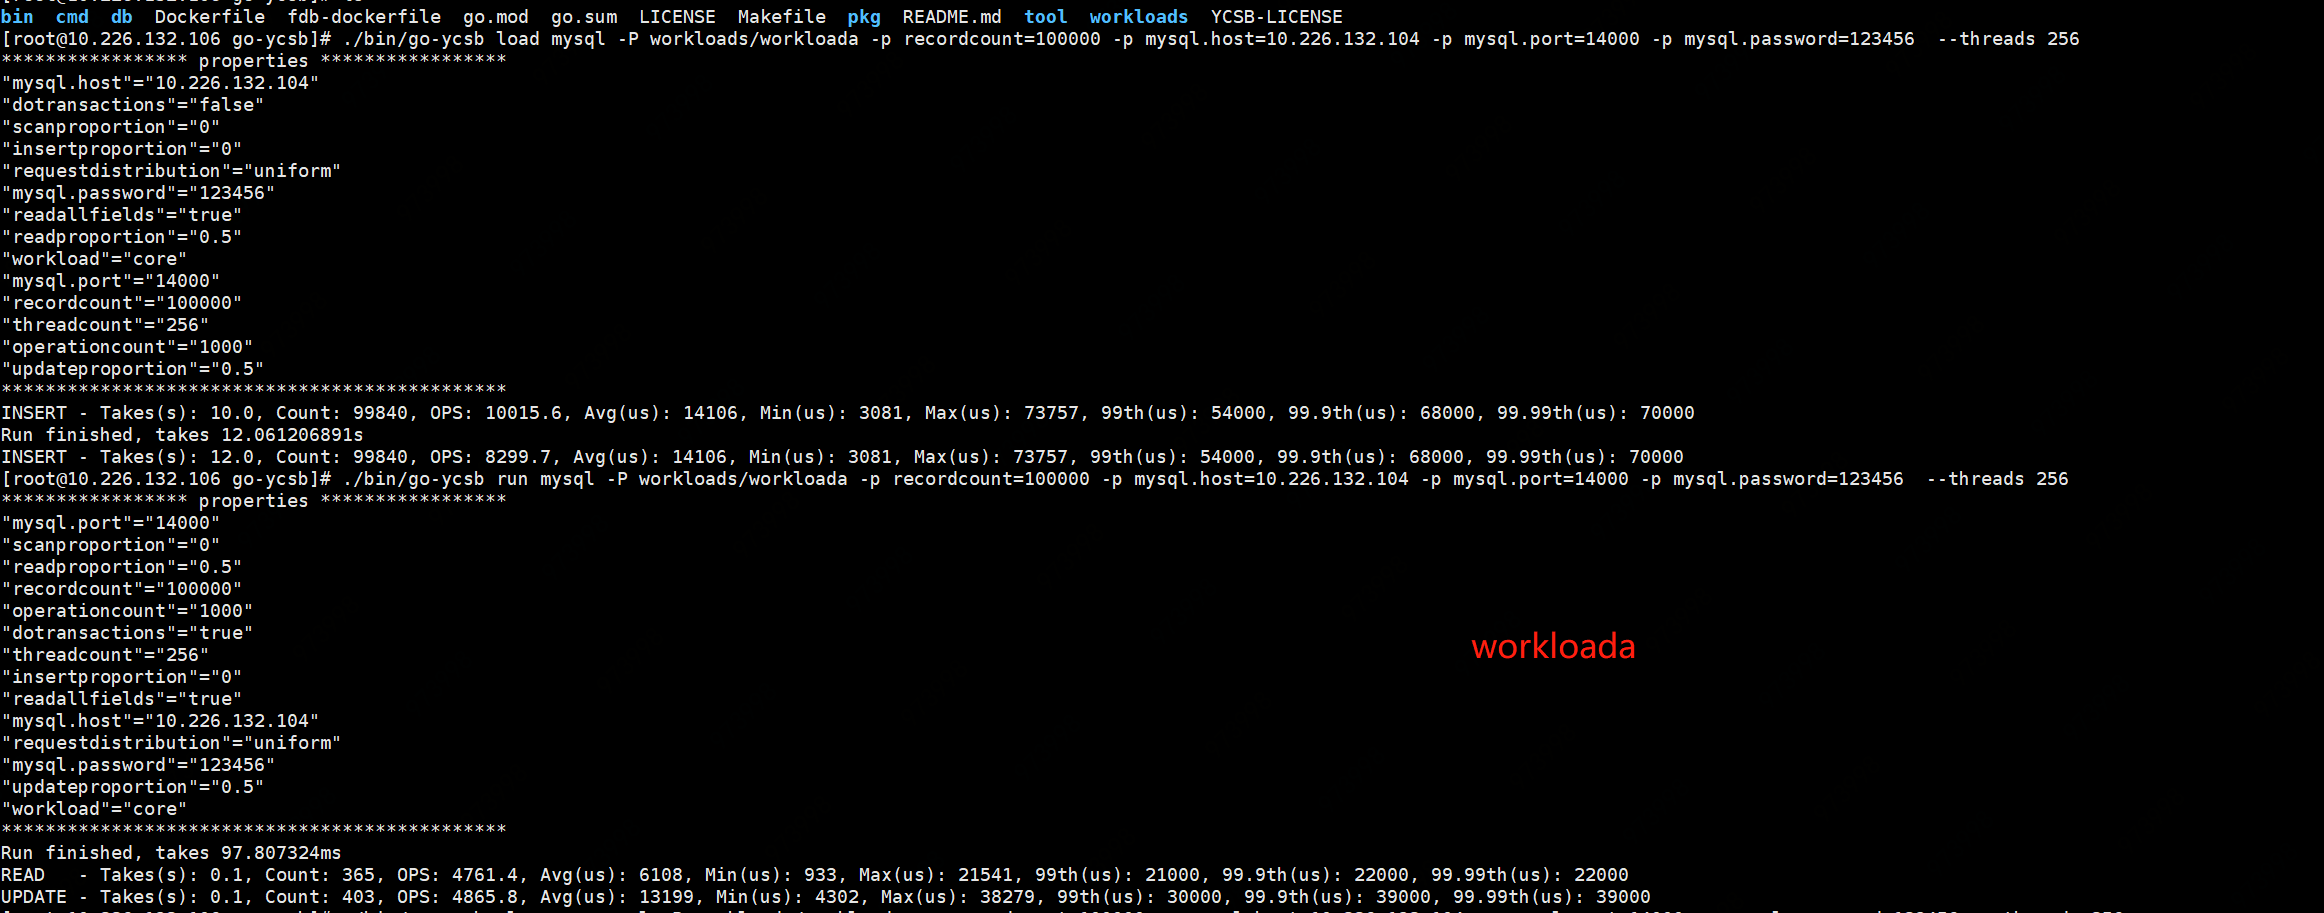 bin  cmd  db  Dockerfile  fdb-dockerfile  go.mod  go.sum  LICENSE  Makefile  pkg  README.md  tool  workloads  YCSB-LICENSE
[root@10.226.132.106 go-ycsb]# ./bin/go-ycsb load mysql -P workloads/workloada -p recordcount=100000 -p mysql.host=10.226.132.104 -p mysql.port=14000 -p mysql.password=123456  --threads 256
***************** properties *****************
"mysql.host"="10.226.132.104"
"dotransactions"="false"
"scanproportion"="0"
"insertproportion"="0"
"requestdistribution"="uniform"
"mysql.password"="123456"
"readallfields"="true"
"readproportion"="0.5"
"workload"="core"
"mysql.port"="14000"
"recordcount"="100000"
"threadcount"="256"
"operationcount"="1000"
"updateproportion"="0.5"
**********************************************
INSERT - Takes(s): 10.0, Count: 99840, OPS: 10015.6, Avg(us): 14106, Min(us): 3081, Max(us): 73757, 99th(us): 54000, 99.9th(us): 68000, 99.99th(us): 70000
Run finished, takes 12.061206891s
INSERT - Takes(s): 12.0, Count: 99840, OPS: 8299.7, Avg(us): 14106, Min(us): 3081, Max(us): 73757, 99th(us): 54000, 99.9th(us): 68000, 99.99th(us): 70000
[root@10.226.132.106 go-ycsb]# ./bin/go-ycsb run mysql -P workloads/workloada -p recordcount=100000 -p mysql.host=10.226.132.104 -p mysql.port=14000 -p mysql.password=123456  --threads 256
***************** properties *****************
"mysql.port"="14000"
"scanproportion"="0"
"readproportion"="0.5"
"recordcount"="100000"
"operationcount"="1000"
"dotransactions"="true"
"threadcount"="256"
workloada
"insertproportion"="0"
"readallfields"="true"
"mysql.host"="10.226.132.104"
"requestdistribution"="uniform"
"mysql.password"="123456"
"updateproportion"="0.5"
"workload"="core"
**********************************************
Run finished, takes 97.807324ms
READ   - Takes(s): 0.1, Count: 365, OPS: 4761.4, Avg(us): 6108, Min(us): 933, Max(us): 21541, 99th(us): 21000, 99.9th(us): 22000, 99.99th(us): 22000
UPDATE - Takes(s): 0.1, Count: 403, OPS: 4865.8, Avg(us): 13199, Min(us): 4302, Max(us): 38279, 99th(us): 30000, 99.9th(us): 39000, 99.99th(us): 39000